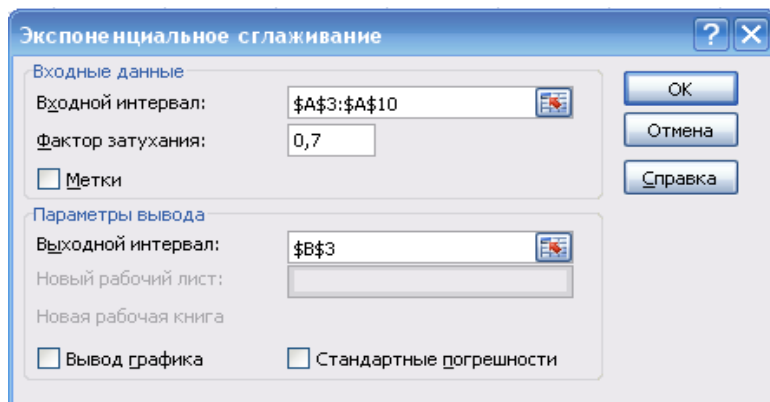 Экспоненциальное сглаживание
Входные данные
Входной интервал:
$A$3:$A$10
Фактор затухания:
0,7
Метки
Параметры вывода
Выходной интервал:
$B$3
Новый рабочий лист:
Новая рабочая книга
Вывод графика
Стандартные погрешности
ОК
Отмена
Справка